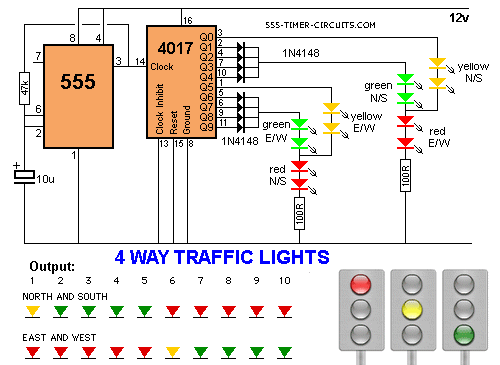 555-TIMER-CIRCUITS.COM
12v
16
8 4
7 3 14
555
4017
Clock
Clock Inhibit
Reset
Ground
Q0 3
Q1 2
Q2 4
Q3 7
Q4 10
Q5 1
Q6 5
Q7 6
Q8 9
Q9 11
1N4148
1N4148
yellow
N/S
green
N/S
yellow
E/W
green
E/W
red
E/W
red
N/S
47k
6
2
1
13 15 8
+
10u
100R
100R
4 WAY TRAFFIC LIGHTS
Output:
1 2 3 4 5 6 7 8 9 10
NORTH AND SOUTH
EAST AND WEST